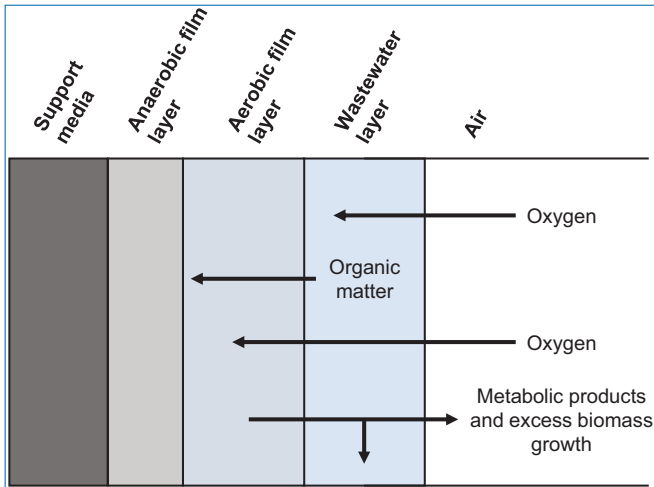 Support
media
Anaerobic film
layer
Aerobic film
layer
Wastewater
layer
Air
Oxygen
Organic
matter
Oxygen
Metabolic products
and excess biomass
growth